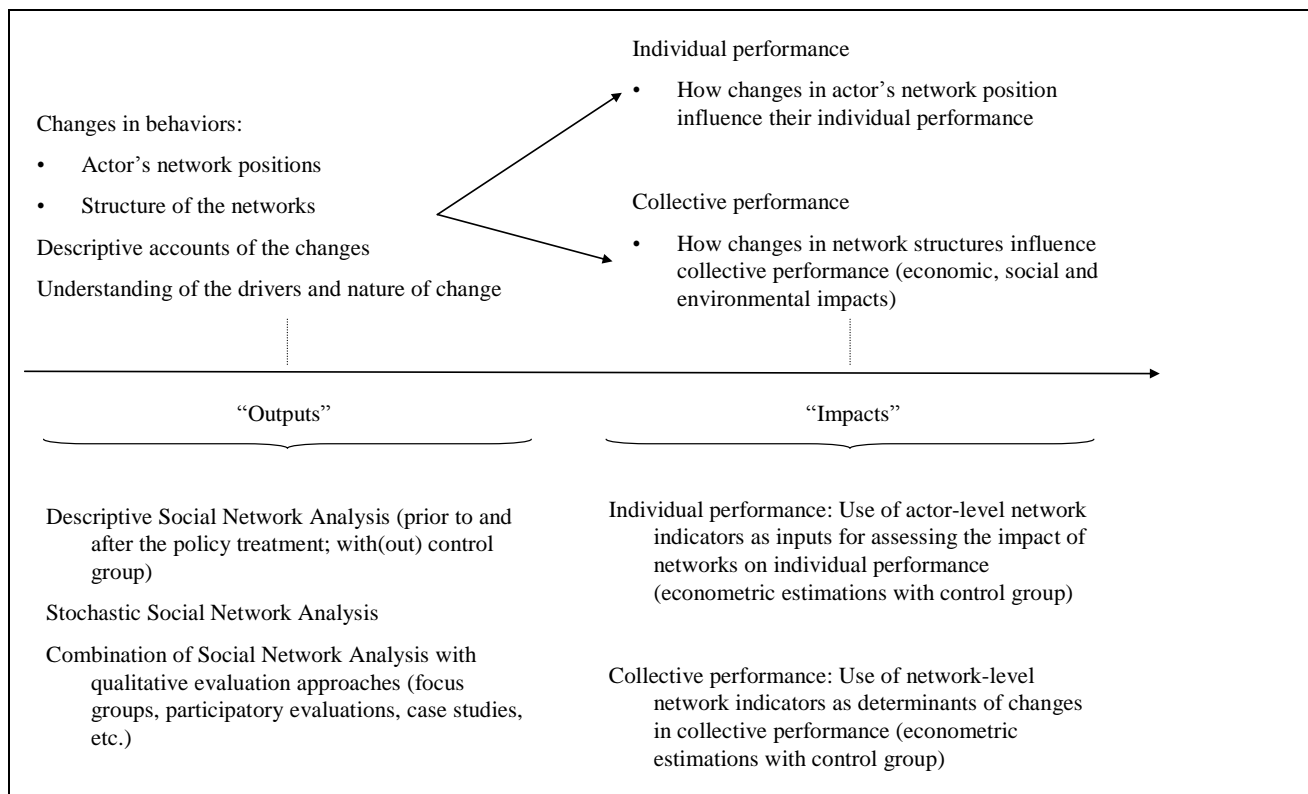 Changes in behaviors:
• Actor’s network positions
• Structure of the networks
Descriptive accounts of the changes
Understanding of the drivers and nature of change
Individual performance
• How changes in actor’s network position
influence their individual performance
Collective performance
• How changes in network structures influence
collective performance (economic, social and
environmental impacts)
“Outputs”
“Impacts”
Descriptive Social Network Analysis (prior to and
after the policy treatment; with(out) control
group)
Stochastic Social Network Analysis
Combination of Social Network Analysis with
qualitative evaluation approaches (focus
groups, participatory evaluations, case studies,
etc.)
Individual performance: Use of actor-level network
indicators as inputs for assessing the impact of
networks on individual performance
(econometric estimations with control group)
Collective performance: Use of network-level
network indicators as determinants of changes
in collective performance (econometric
estimations with control group)